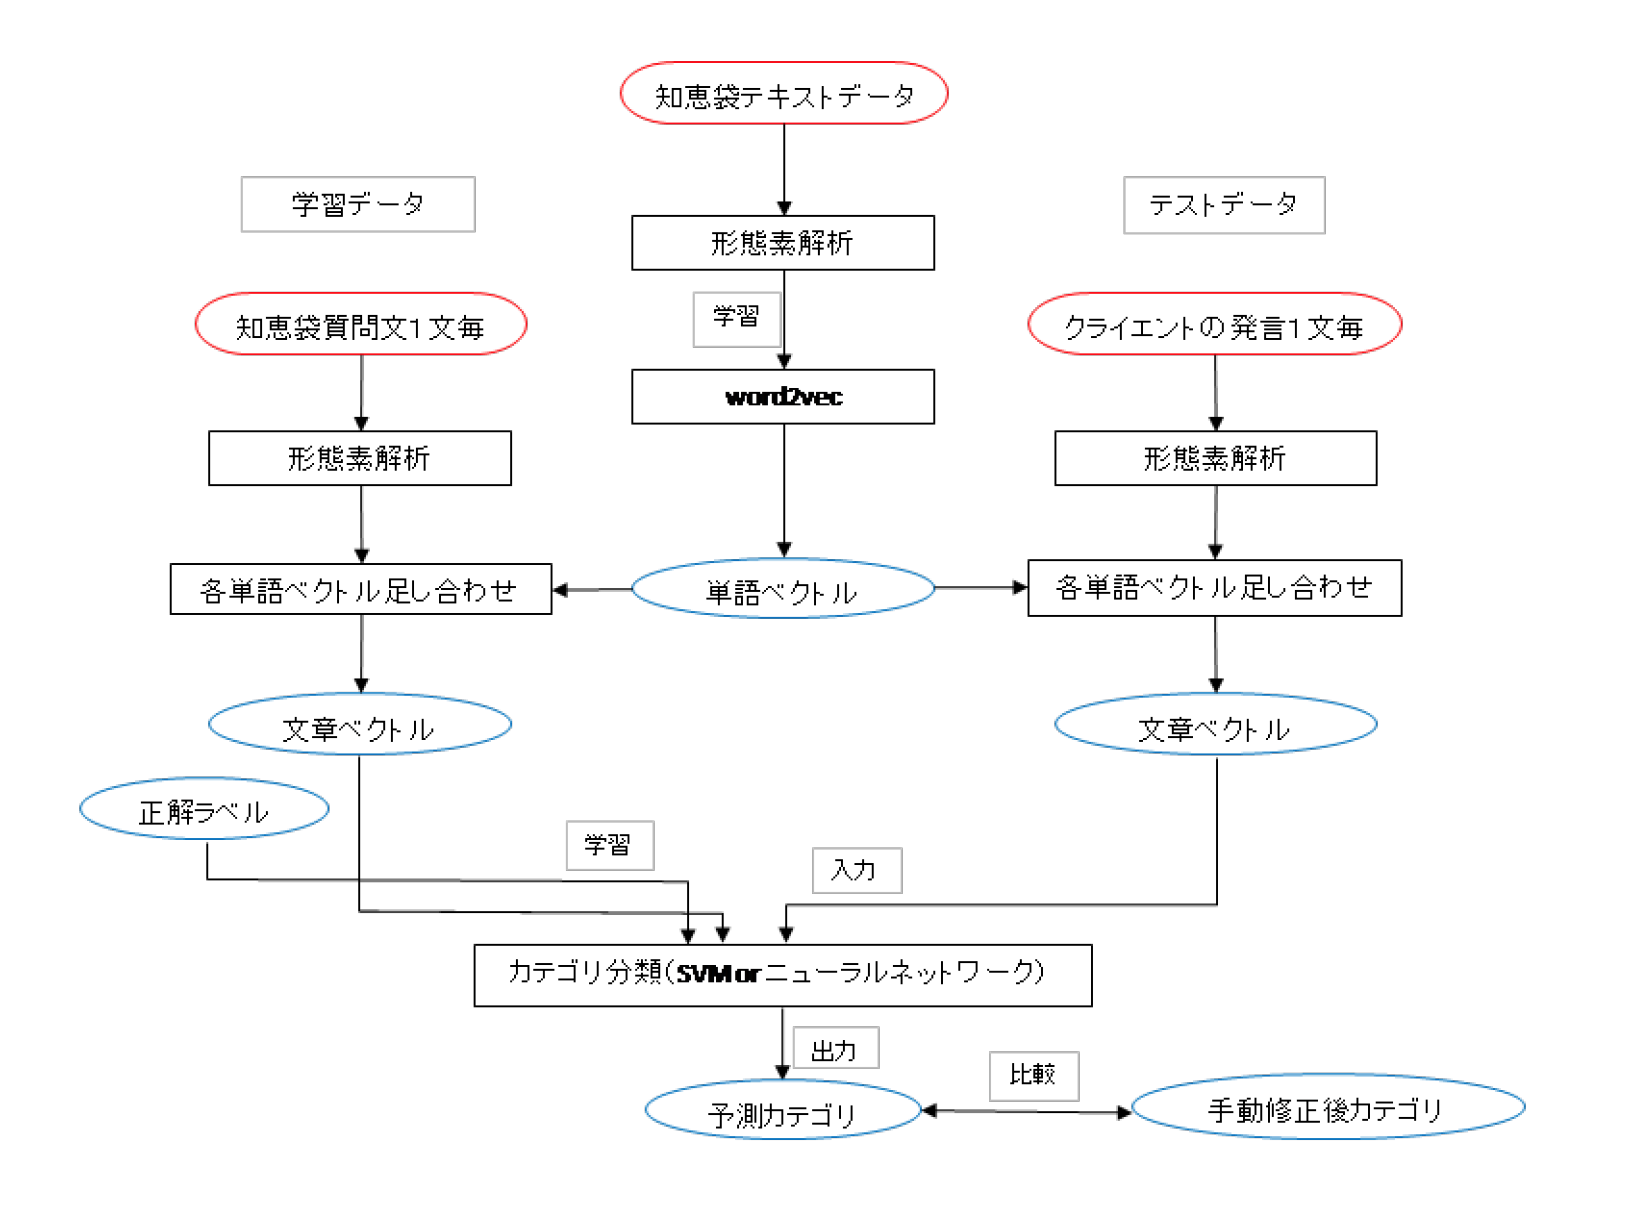 知恵袋テキストデータ
学習データ
テストデータ
形態素解析
学習
知恵袋質問文1文毎
クライエントの発言1文毎
word2vec
形態素解析
形態素解析
各単語ベクトル足し合わせ
単語ベクトル
各単語ベクトル足し合わせ
文章ベクトル
文章ベクトル
正解ラベル
学習
入力
カテゴリ分類(SVMorニューラルネットワーク)
出力
比較
予測カテゴリ
手動修正後カテゴリ